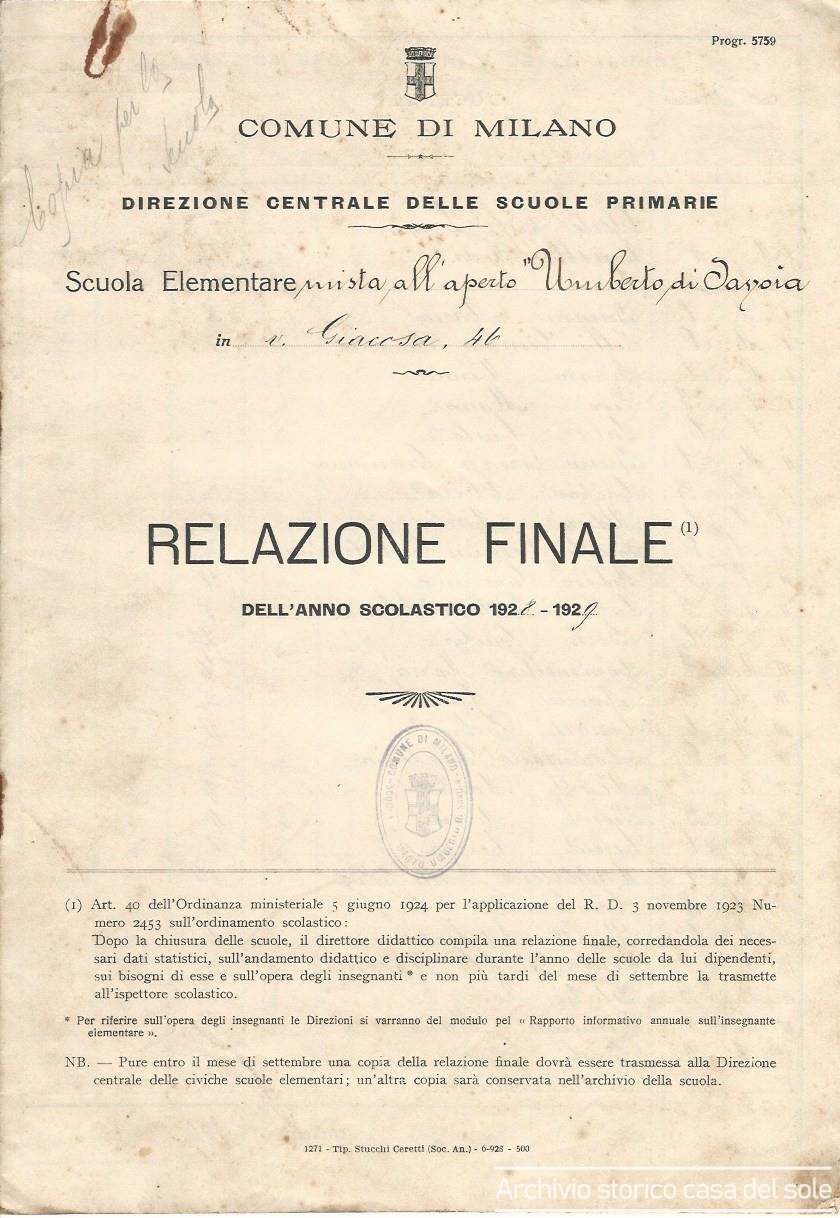 Progr. 5759
Copia per la
scuola
COMUNE DI MILANO
DIREZIONE CENTRALE DELLE SCUOLE PRIMARIE
Scuola Elementare mista all'aperto "Umberto di Savoia
in v. Giacosa, 46
RELAZIONE FINALE (1)
DELL'ANNO SCOLASTICO 1928 - 1929
COMUNE DI MILANO
(1) Art. 40 dell'Ordinanza ministeriale 5 giugno 1924 per l'applicazione del R. D. 3 novembre 1923 Nu-
mero 2453 sull'ordinamento scolastico :
Dopo la chiusura delle scuole, il direttore didattico compila una relazione finale, corredandola dei neces-
sari dati statistici, sull'andamento didattico e disciplinare durante l'anno delle scuole da lui dipendenti,
sui bisogni di esse e sull'opera degli insegnanti * e non più tardi del mese di settembre la trasmette
all'ispettore scolastico.
* Per riferire sull'opera degli insegnanti le Direzioni si varranno del modulo pel « Rapporto informativo annuale sull'insegnante
elementare ».
NB. — Pure entro il mese di settembre una copia della relazione finale dovrà essere trasmessa alla Direzione
centrale delle civiche scuole elementari ; un'altra copia sarà conservata nell'archivio della scuola.
1271 - Tip. Stucchi Ceretti (Soc. An.) - 6-928 - 500
Archivio storico casa del sole